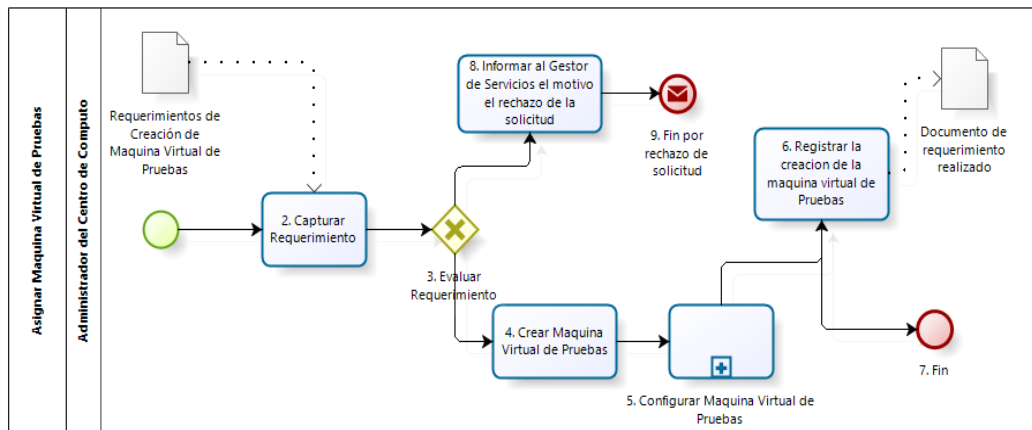 Asignar Maquina Virtual de Pruebas
Administrador del Centro de Computo
Requerimientos de
Creación de
Maquina Virtual de
Pruebas
2. Capturar
Requerimiento
3. Evaluar
Requerimiento
8. Informar al Gestor
de Servicios el motivo
el rechazo de la
solicitud
9. Fin por
rechazo de
solicitud
4. Crear Maquina
Virtual de Pruebas
5. Configurar Maquina Virtual de
Pruebas
6. Registrar la
creacion de la
maquina virtual de
Pruebas
Documento de
requerimiento
realizado
7. Fin